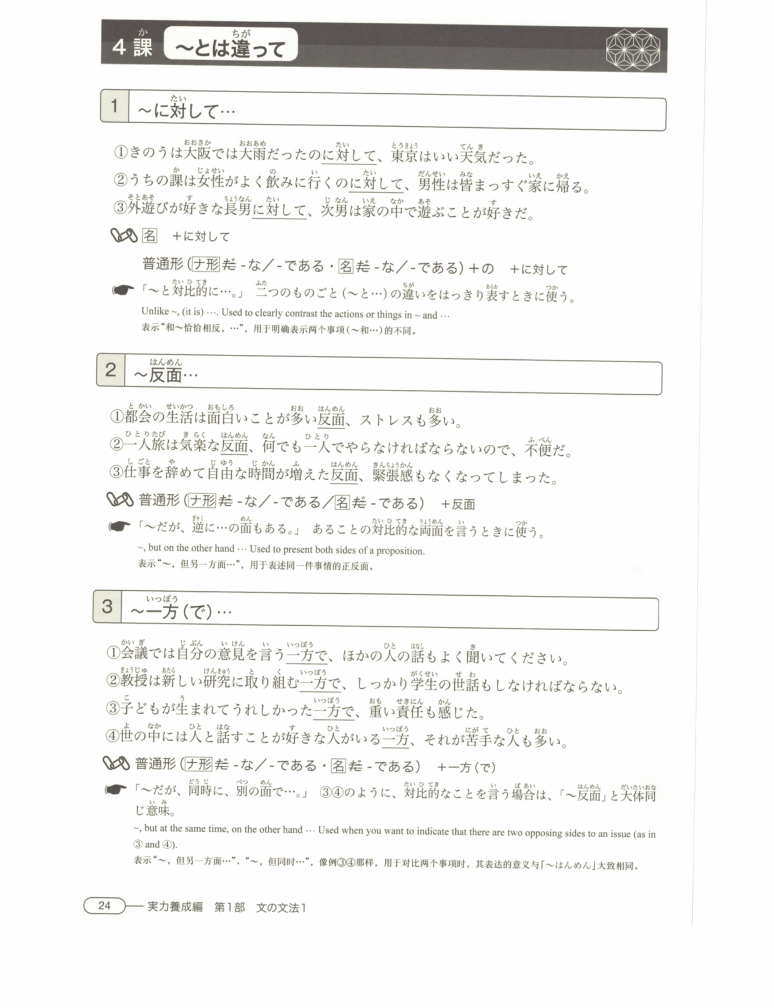 4課 ～とは違って
1 ～に対して…
①きのうは大阪では大雨だったのに対して、東京はいい天気だった。
②うちの課は女性がよく飲みに行くのに対して、男性は皆まっすぐ家に帰る。
③外遊びが好きな長男に対して、次男は家の中で遊ぶことが好きだ。
名 ＋に対して
普通形（ナ形だ -な／-である・名だ -な／-である）＋の ＋に対して
「～と対比的に…。」 二つのものごと（～と…）の違いをはっきり表すときに使う。
Unlike ~, (it is) …. Used to clearly contrast the actions or things in ~ and …
表示“和～恰恰相反，…”，用于明确表示两个事项（～和…）的不同。
2 ～反面…
①都会の生活は面白いことが多い反面、ストレスも多い。
②一人旅は気楽な反面、何でも一人でやらなければならないので、不便だ。
③仕事を辞めて自由な時間が増えた反面、緊張感もなくなってしまった。
普通形（ナ形だ -な／-である／名だ -である） ＋反面
「～だが、逆に…の面もある。」 あることの対比的な両面を言うときに使う。
~, but on the other hand … Used to present both sides of a proposition.
表示“～，但另一方面…”，用于表述同一件事情的正反面。
3 ～一方（で）…
①会議では自分の意見を言う一方で、ほかの人の話もよく聞いてください。
②教授は新しい研究に取り組む一方で、しっかり学生の世話もしなければならない。
③子どもが生まれてうれしかった一方で、重い責任も感じた。
④世の中には人と話すことが好きな人がいる一方、それが苦手な人も多い。
普通形（ナ形だ -な／-である・名だ -である） ＋一方（で）
「～だが、同時に、別の面で…。」 ③④のように、対比的なことを言う場合は、「～反面」と大体同
じ意味。
~, but at the same time, on the other hand … Used when you want to indicate that there are two opposing sides to an issue (as in
③ and ④).
表示“～，但另一方面…”、“～，但同时…”，像例③④那样，用于对比两个事项时，其表达的意义与「～はんめん」大致相同。
24 実力養成編 第1部 文の文法1